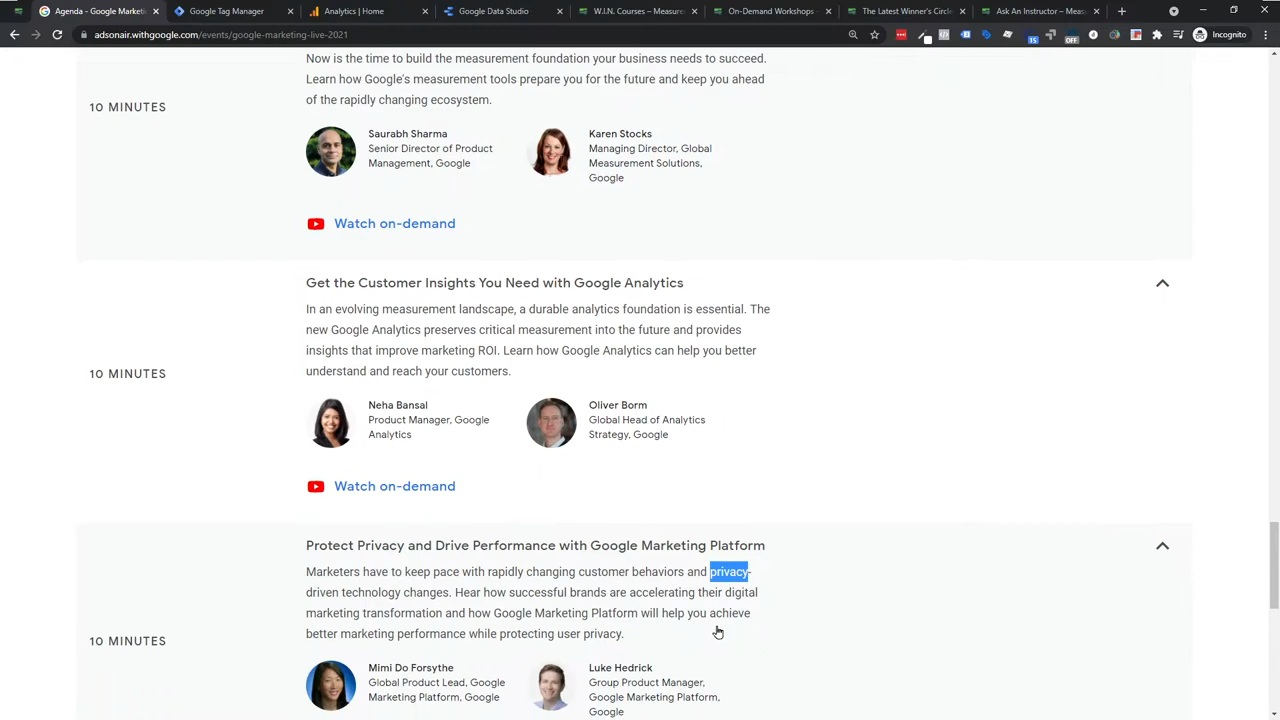 Agenda - Google Marketi
Google Tag Manager
Analytics | Home
Google Data Studio
W.I.N. Courses – Measure
On-Demand Workshops
The Latest Winner's Circle
Ask An Instructor – Meas
adsonair.withgoogle.com/events/google-marketing-live-2021
15
OFF
Incognito
Now is the time to build the measurement foundation your business needs to succeed.
Learn how Google's measurement tools prepare you for the future and keep you ahead
of the rapidly changing ecosystem.
10 MINUTES
Saurabh Sharma
Senior Director of Product
Management, Google
Karen Stocks
Managing Director, Global
Measurement Solutions,
Google
Watch on-demand
Get the Customer Insights You Need with Google Analytics
In an evolving measurement landscape, a durable analytics foundation is essential. The
new Google Analytics preserves critical measurement into the future and provides
insights that improve marketing ROI. Learn how Google Analytics can help you better
understand and reach your customers.
10 MINUTES
Neha Bansal
Product Manager, Google
Analytics
Oliver Borm
Global Head of Analytics
Strategy, Google
Watch on-demand
Protect Privacy and Drive Performance with Google Marketing Platform
Marketers have to keep pace with rapidly changing customer behaviors and privacy-
driven technology changes. Hear how successful brands are accelerating their digital
marketing transformation and how Google Marketing Platform will help you achieve
better marketing performance while protecting user privacy.
10 MINUTES
Mimi Do Forsythe
Global Product Lead, Google
Marketing Platform, Google
Luke Hedrick
Group Product Manager,
Google Marketing Platform,
Google